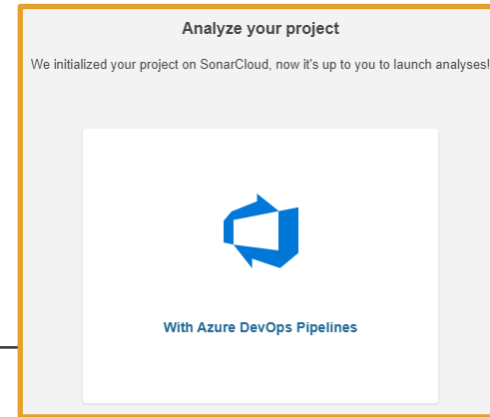 Analyze your project
We initialized your project on SonarCloud, now it's up to you to launch analyses!
With Azure DevOps Pipelines